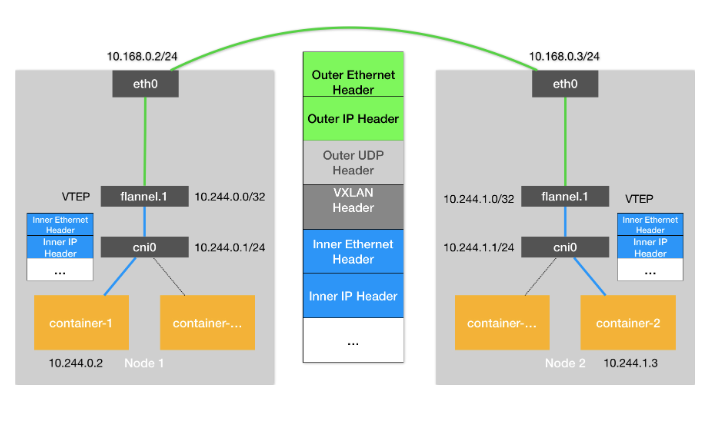 10.168.0.2/24
10.168.0.3/24
eth0
eth0
Outer Ethernet
Header
Outer IP Header
Outer UDP
Header
VXLAN
Header
Inner Ethernet
Header
Inner IP Header
...
VTEP
flannel.1
10.244.0.0/32
Inner Ethernet
Header
Inner IP
Header
...
cni0
10.244.0.1/24
container-1
container-...
10.244.0.2
Node 1
10.244.1.0/32
flannel.1
VTEP
10.244.1.1/24
cni0
Inner Ethernet
Header
Inner IP
Header
...
container-...
container-2
Node 2
10.244.1.3